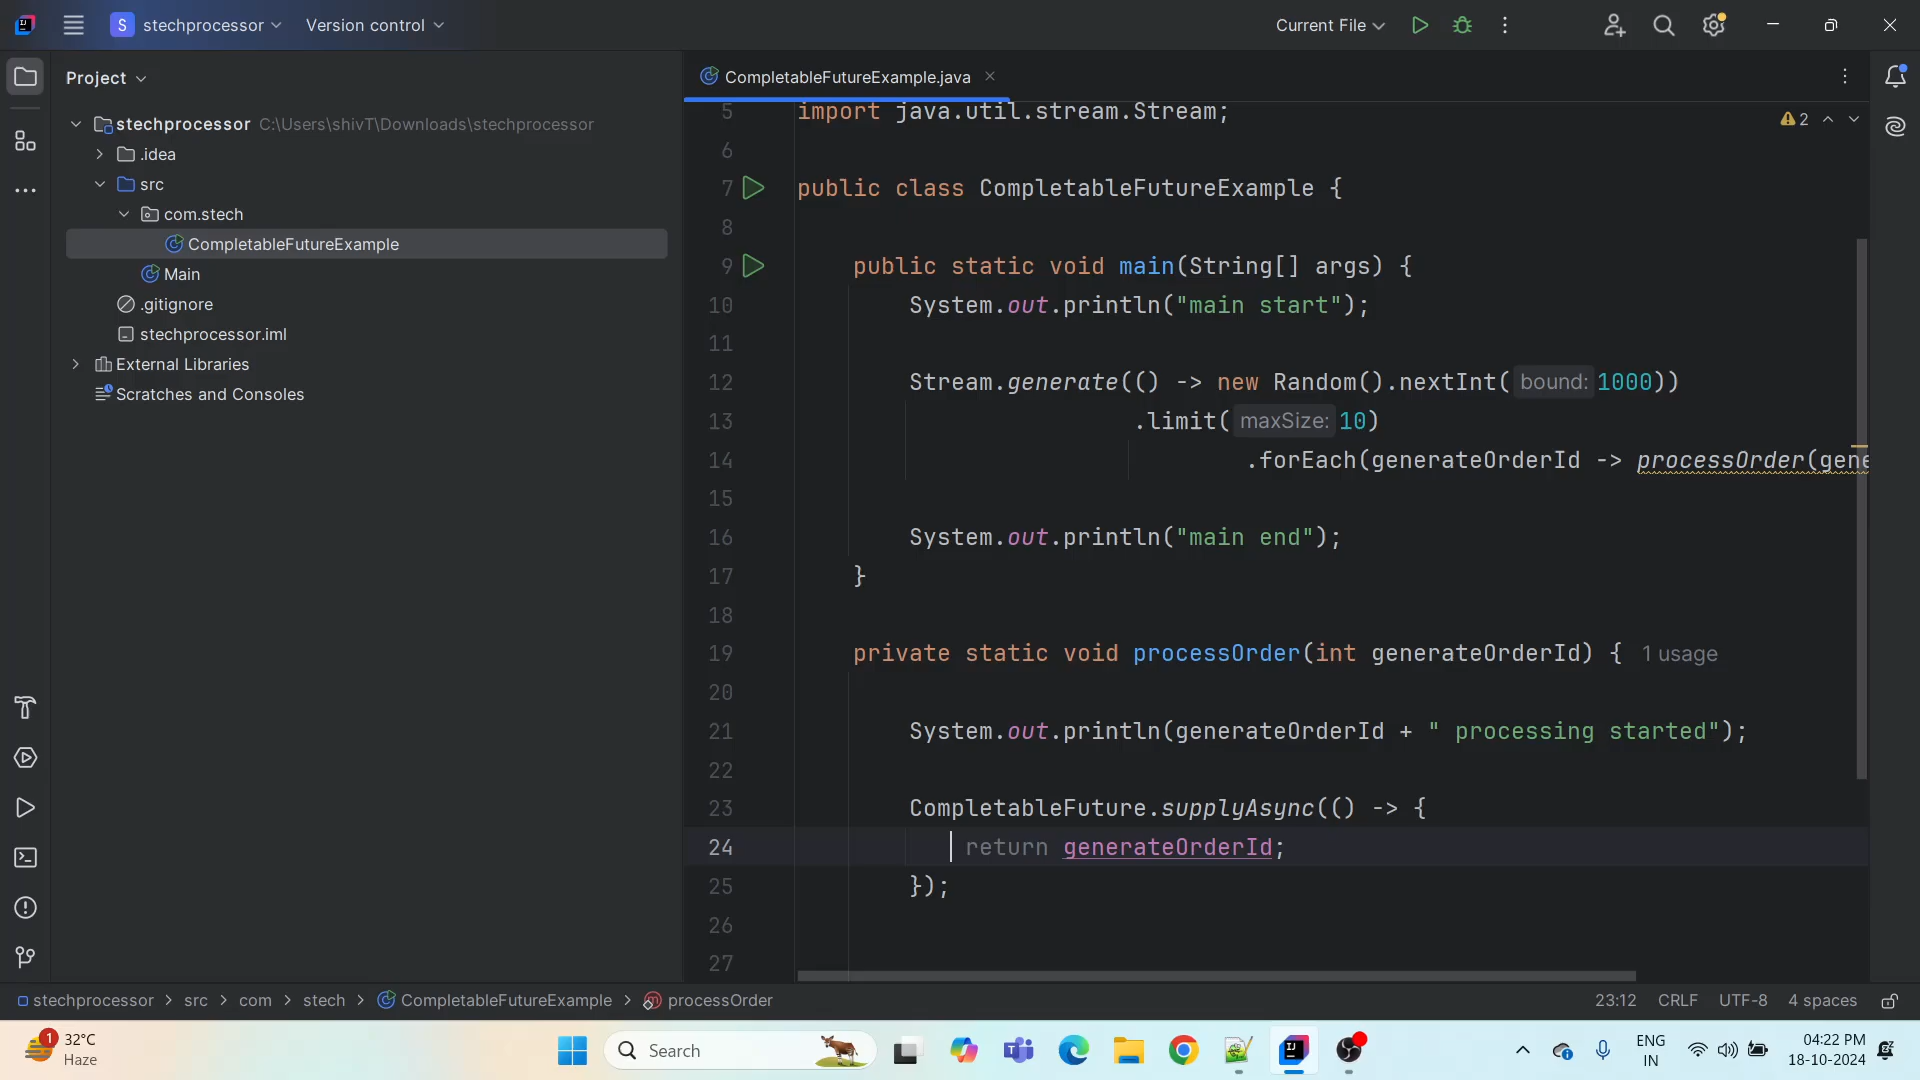 S stechprocessor Version control Current File
Project
CompletableFutureExample.java
stechprocessor C:\Users\shivT\Downloads\stechprocessor
.idea
src
com.stech
CompletableFutureExample
Main
.gitignore
stechprocessor.iml
External Libraries
Scratches and Consoles
2
5 import java.util.stream.Stream;
6
7 public class CompletableFutureExample {
8
9 public static void main(String[] args) {
10 System.out.println("main start");
11
12 Stream.generate(() -> new Random().nextInt( bound: 1000))
13 .limit( maxSize: 10)
14 .forEach(generateOrderId -> processOrder(gene
15
16 System.out.println("main end");
17 }
18
19 private static void processOrder(int generateOrderId) { 1 usage
20
21 System.out.println(generateOrderId + " processing started");
22
23 CompletableFuture.supplyAsync(() -> {
24 return generateOrderId;
25 });
26
27
stechprocessor > src > com > stech > CompletableFutureExample > m processOrder
23:12 CRLF UTF-8 4 spaces
1 32°C
Haze
Search
ENG
IN
04:22 PM
18-10-2024